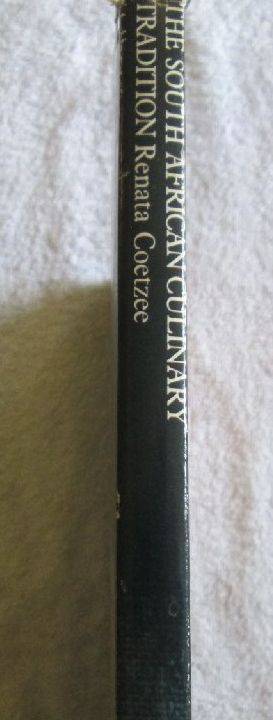 THE SOUTH AFRICAN CULINARY
TRADITION Renata Coetzee